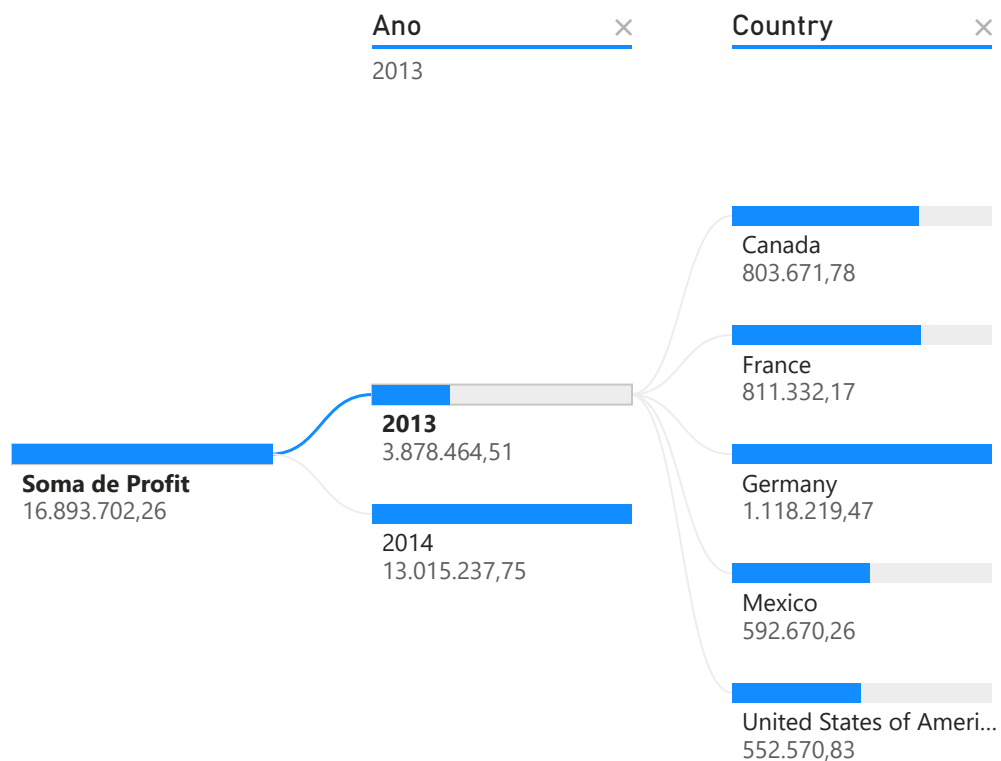 Ano
Country
2013
Canada
803.671,78
France
811.332,17
2013
3.878.464,51
Soma de Profit
16.893.702,26
Germany
1.118.219,47
2014
13.015.237,75
Mexico
592.670,26
United States of Ameri...
552.570,83